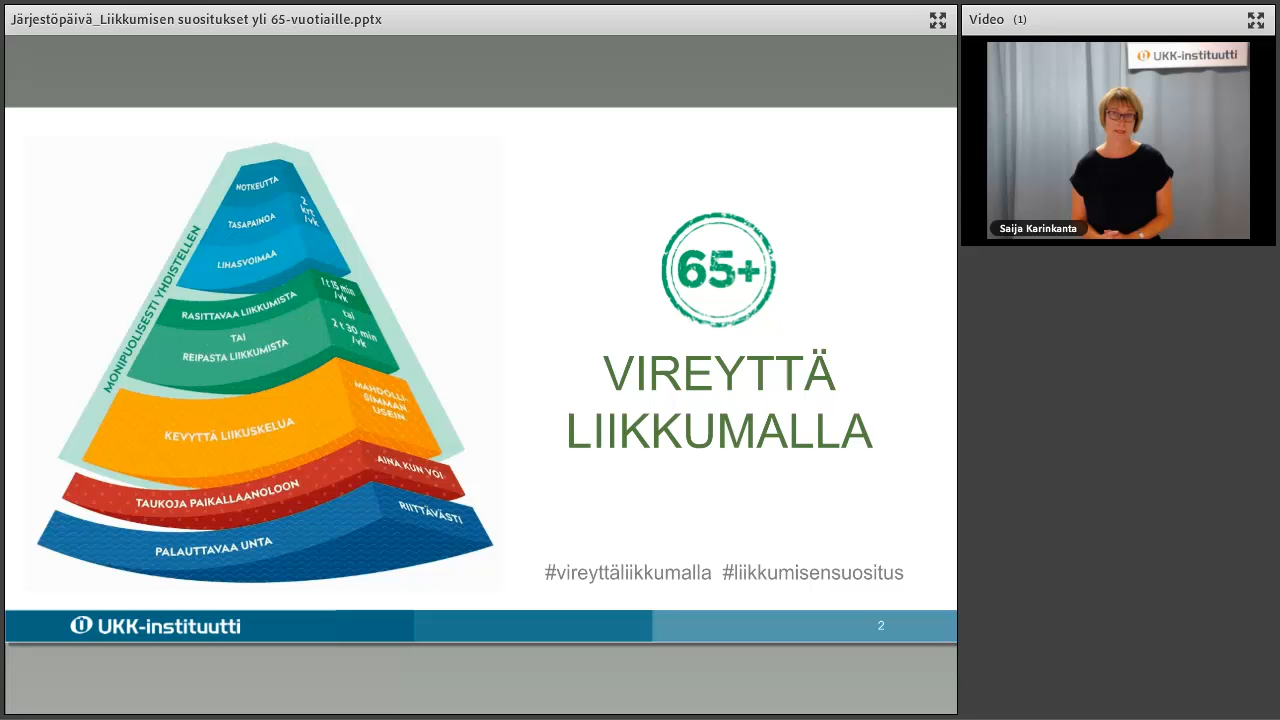 Järjestöpäivä_Liikkumisen suositukset yli 65-vuotiaille.pptx
Video (1)
UKK-instituutti
Saija Karinkanta
MONIPUOLISESTI YHDISTELLEN
NOTKEUTTA
TASAPAINOA
LIHASVOIMAA
2
krt
/vk
RASITTAVAA LIIKKUMISTA
TAI
REIPASTA LIIKKUMISTA
1 t 15 min
/vk
tai
2 t 30 min
/vk
KEVYTTÄ LIIKUSKELUA
MAHDOLLI-
SIMMAN
USEIN
TAUKOJA PAIKALLAANOLOON
AINA KUN VOI
PALAUTTAVAA UNTA
RIITTÄVÄSTI
65+
VIREYTTÄ
LIIKKUMALLA
#vireyttäliikkumalla #liikkumisensuositus
UKK-instituutti
2